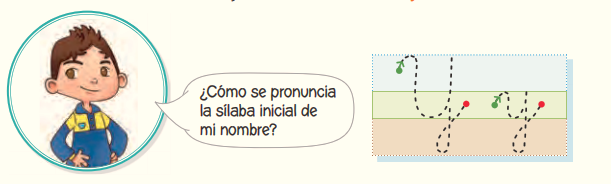 ¿Cómo se pronuncia
la sílaba inicial de
mi nombre?
Y y